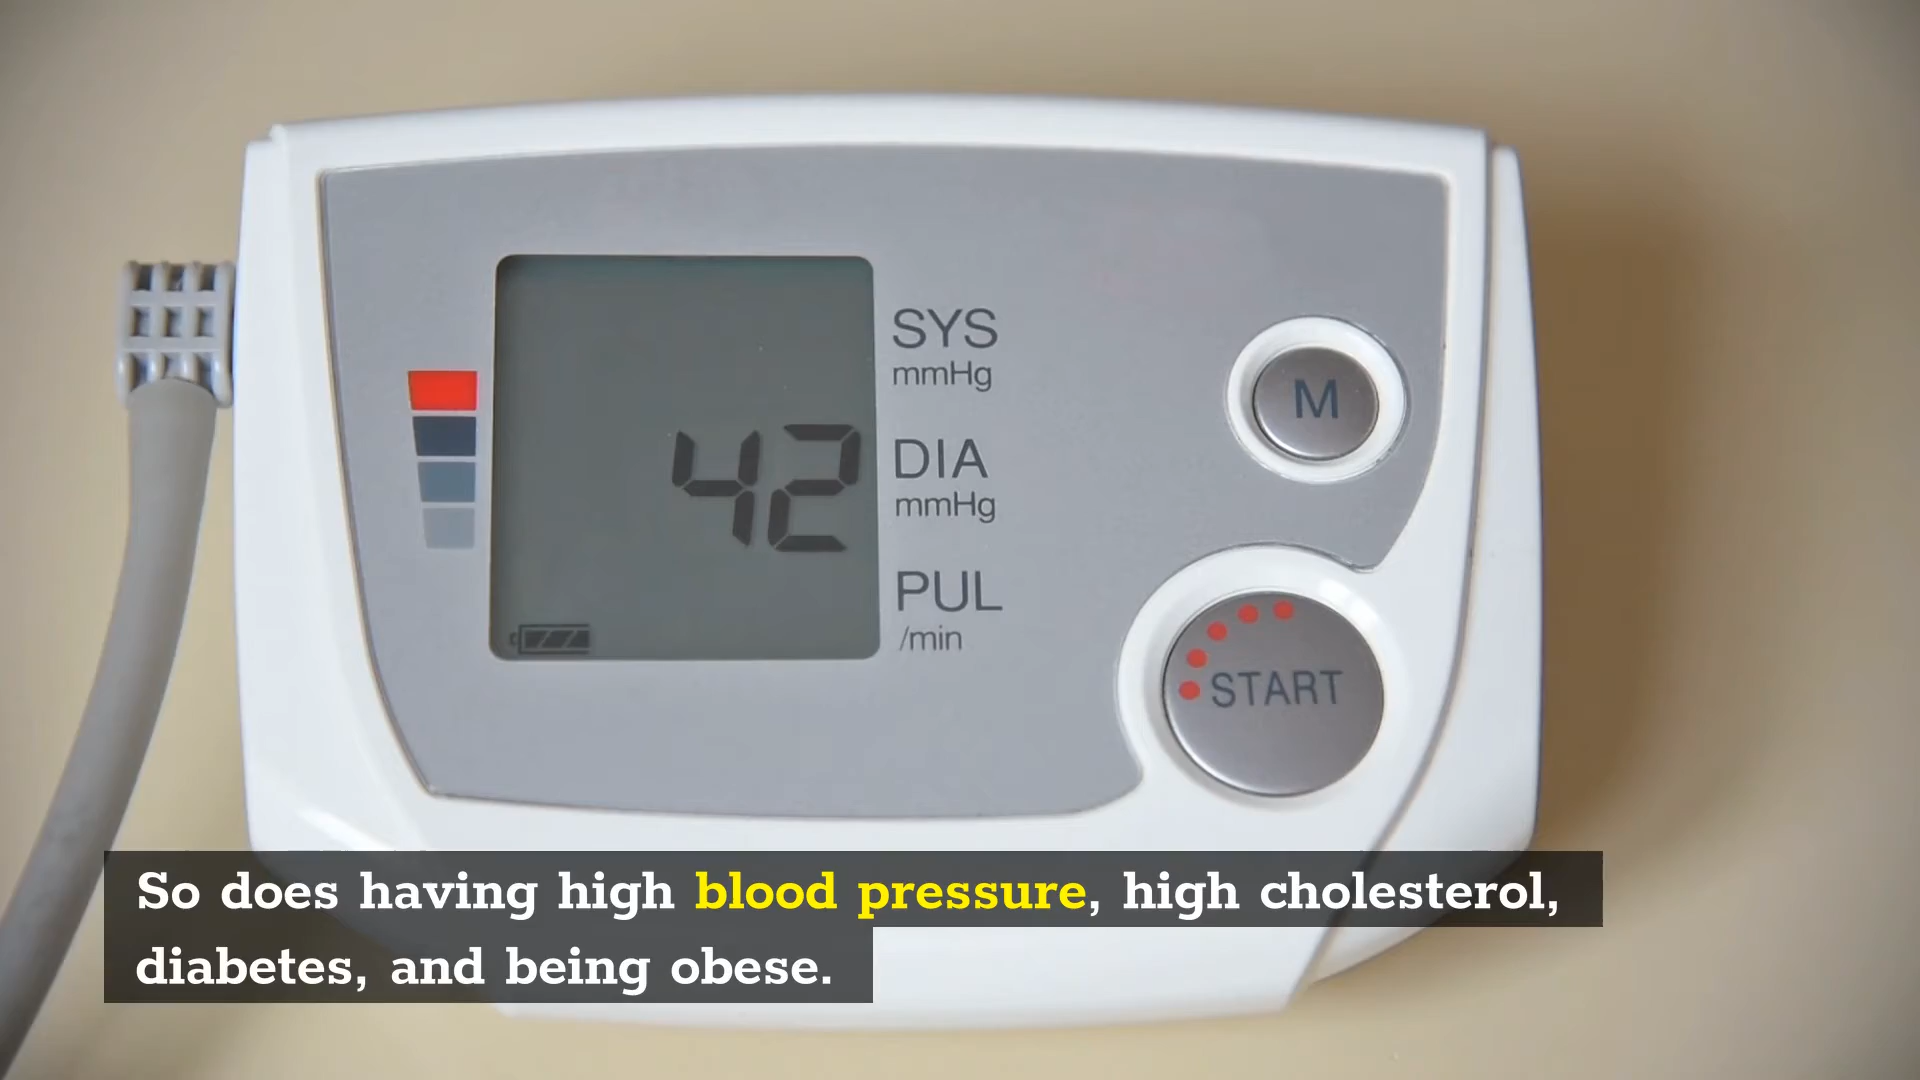 SYS
mmHg
42
DIA
mmHg
PUL
/min
M
START
So does having high blood pressure, high cholesterol,
diabetes, and being obese.